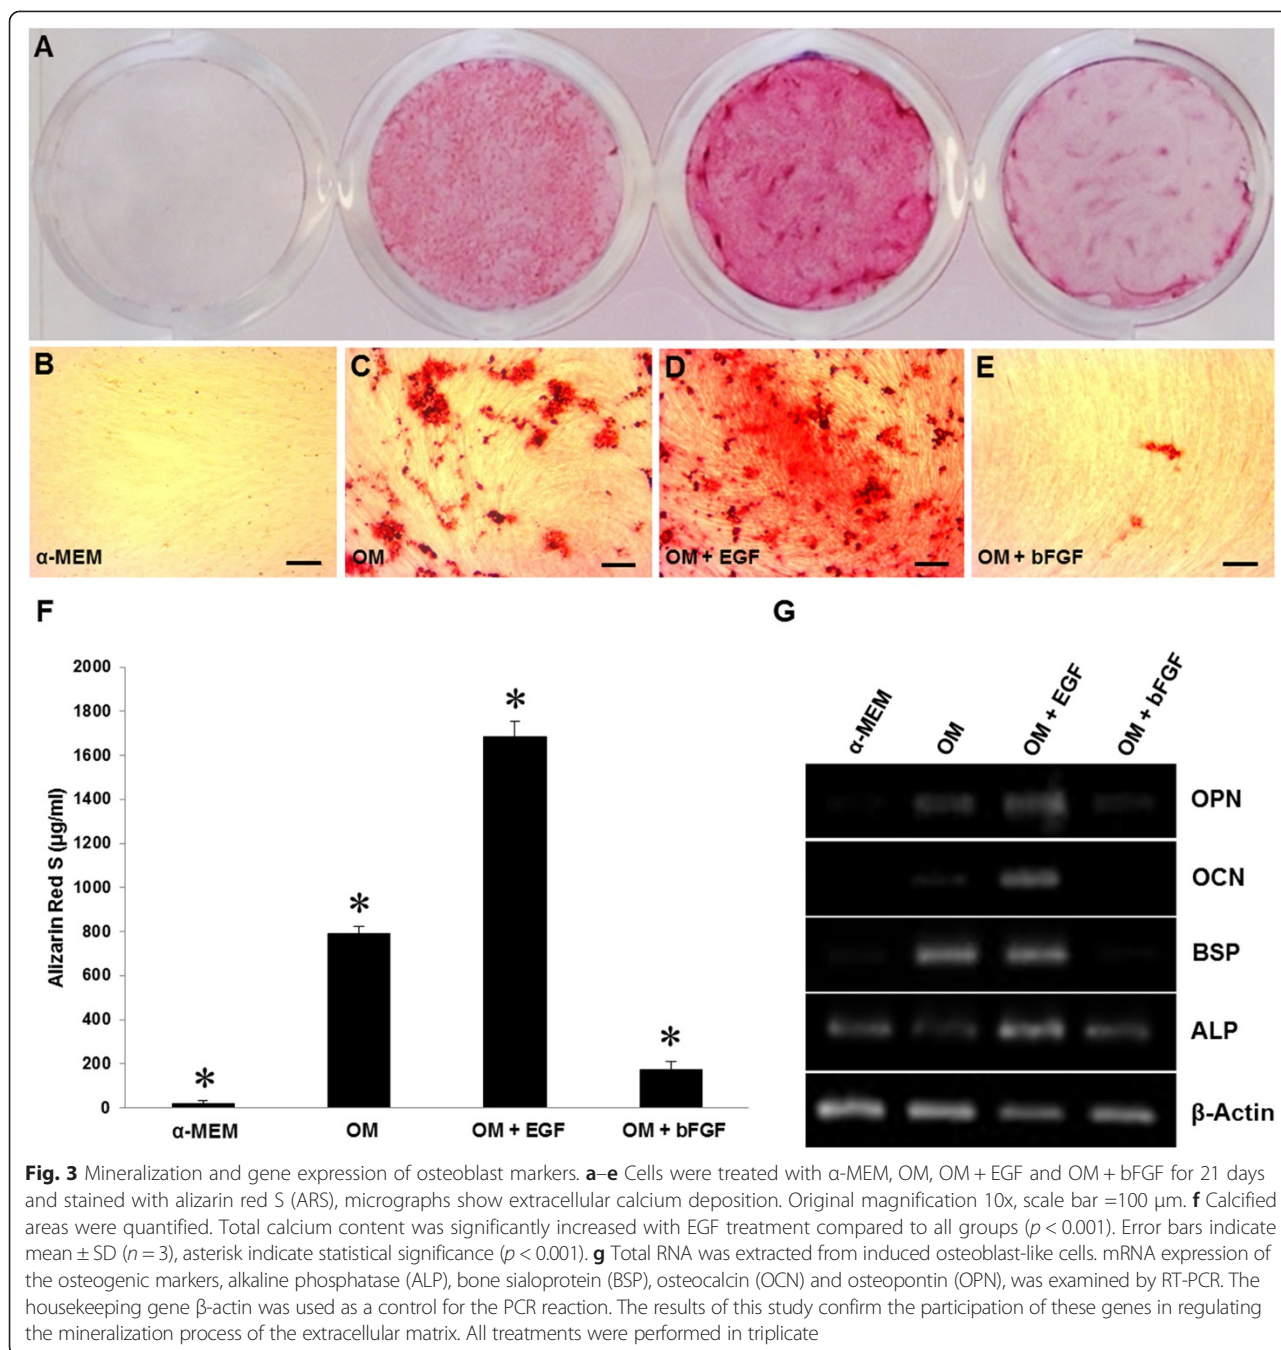 A
B
C
D
E
α-MEM
OM
OM + EGF
OM + bFGF
F
G
2000
1800
1600
1400
1200
1000
800
600
400
200
0
Alizarin Red S (µg/ml)
*
*
*
*
α-MEM
OM
OM + EGF
OM + bFGF
α-MEM
OM
OM + EGF
OM + bFGF
OPN
OCN
BSP
ALP
β-Actin
Fig. 3 Mineralization and gene expression of osteoblast markers. a–e Cells were treated with α-MEM, OM, OM + EGF and OM + bFGF for 21 days
and stained with alizarin red S (ARS), micrographs show extracellular calcium deposition. Original magnification 10x, scale bar =100 μm. f Calcified
areas were quantified. Total calcium content was significantly increased with EGF treatment compared to all groups (p < 0.001). Error bars indicate
mean ± SD (n = 3), asterisk indicate statistical significance (p < 0.001). g Total RNA was extracted from induced osteoblast-like cells. mRNA expression of
the osteogenic markers, alkaline phosphatase (ALP), bone sialoprotein (BSP), osteocalcin (OCN) and osteopontin (OPN), was examined by RT-PCR. The
housekeeping gene β-actin was used as a control for the PCR reaction. The results of this study confirm the participation of these genes in regulating
the mineralization process of the extracellular matrix. All treatments were performed in triplicate